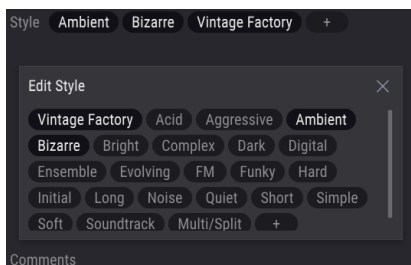 Style Ambient Bizarre Vintage Factory +
Edit Style
Vintage Factory Acid Aggressive Ambient
Bizarre Bright Complex Dark Digital
Ensemble Evolving FM Funky Hard
Initial Long Noise Quiet Short Simple
Soft Soundtrack Multi/Split +
Comments